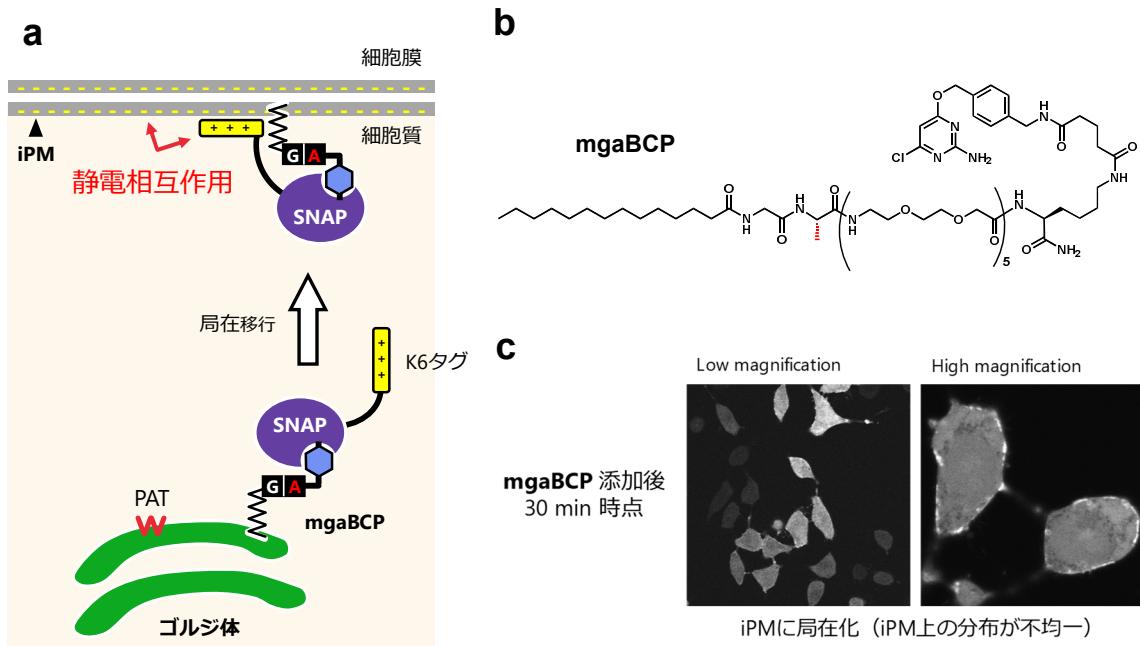 a
細胞膜
iPM
+ + +
細胞質
静電相互作用
G A
SNAP
局在移行
+
+
+
K6タグ
SNAP
G A
PAT
mgaBCP
ゴルジ体
b
mgaBCP
O
N
N
Cl
NH2
H
N
O
O
NH
O
N
H
O
H
N
O
N
H
O
O
O
5
H
N
O
NH2
c
Low magnification
High magnification
mgaBCP 添加後
30 min 時点
iPMに局在化（iPM上の分布が不均一）